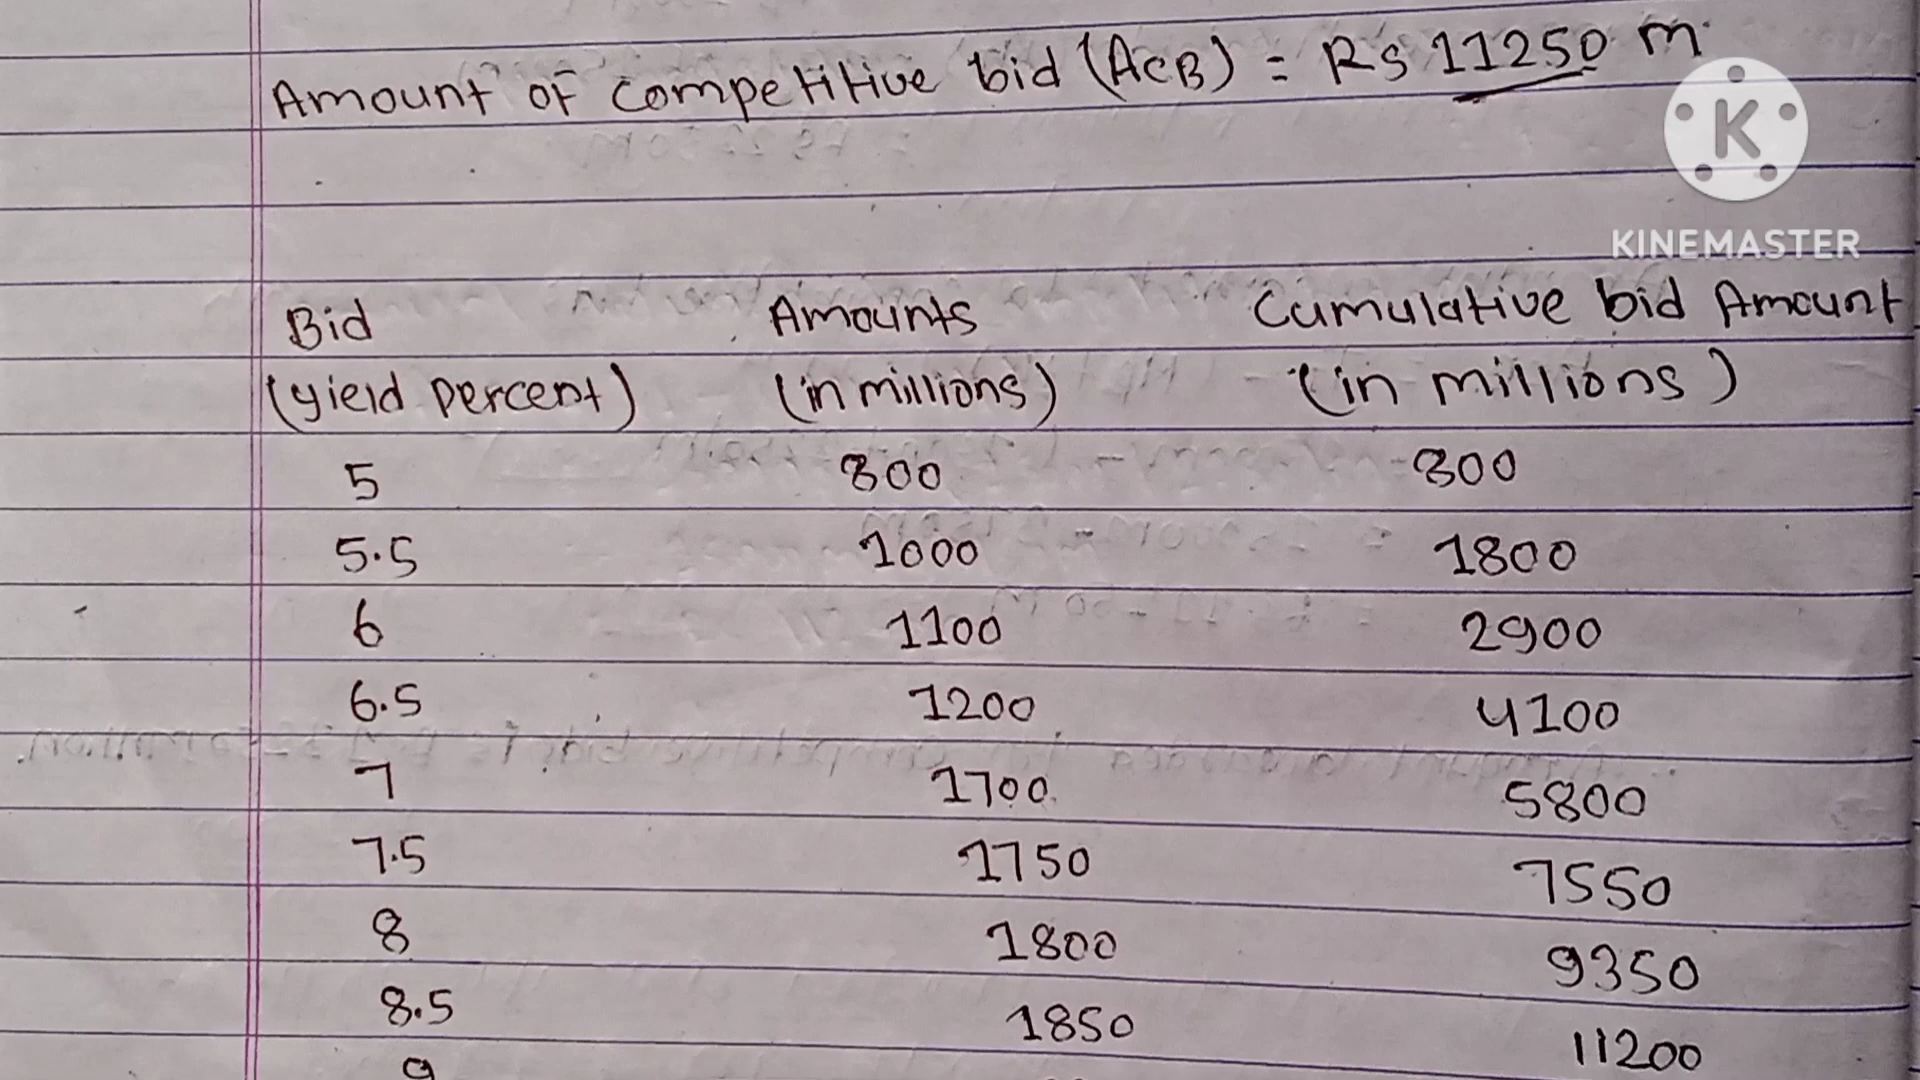 Amount of competitive bid (ACB) = Rs 11250 m.
KINEMASTER
Bid Amounts Cumulative bid Amount
(yield percent) (in millions) (in millions)
5 800 800
5.5 1000 1800
6 1100 2900
6.5 1200 4100
7 1700 5800
7.5 1750 7550
8 1800 9350
8.5 1850 11200
9